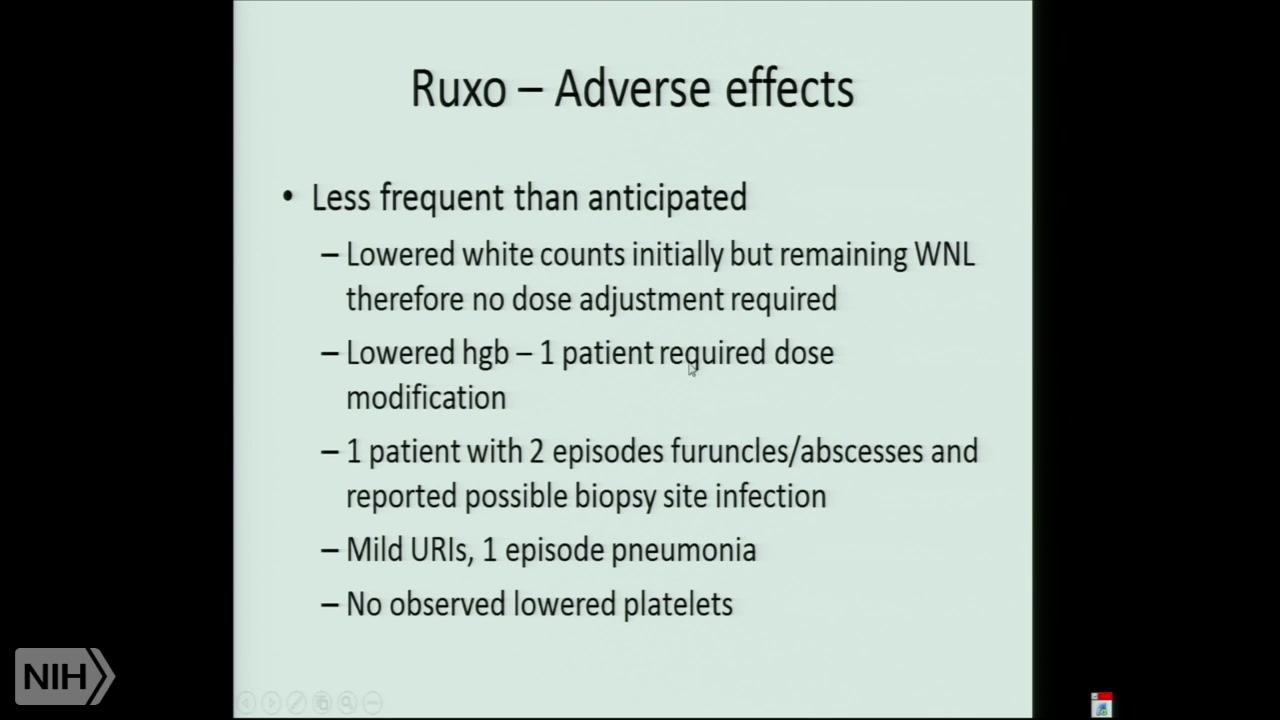 Ruxo – Adverse effects
• Less frequent than anticipated
– Lowered white counts initially but remaining WNL
therefore no dose adjustment required
– Lowered hgb – 1 patient required dose
modification
– 1 patient with 2 episodes furuncles/abscesses and
reported possible biopsy site infection
– Mild URIs, 1 episode pneumonia
– No observed lowered platelets
NIH